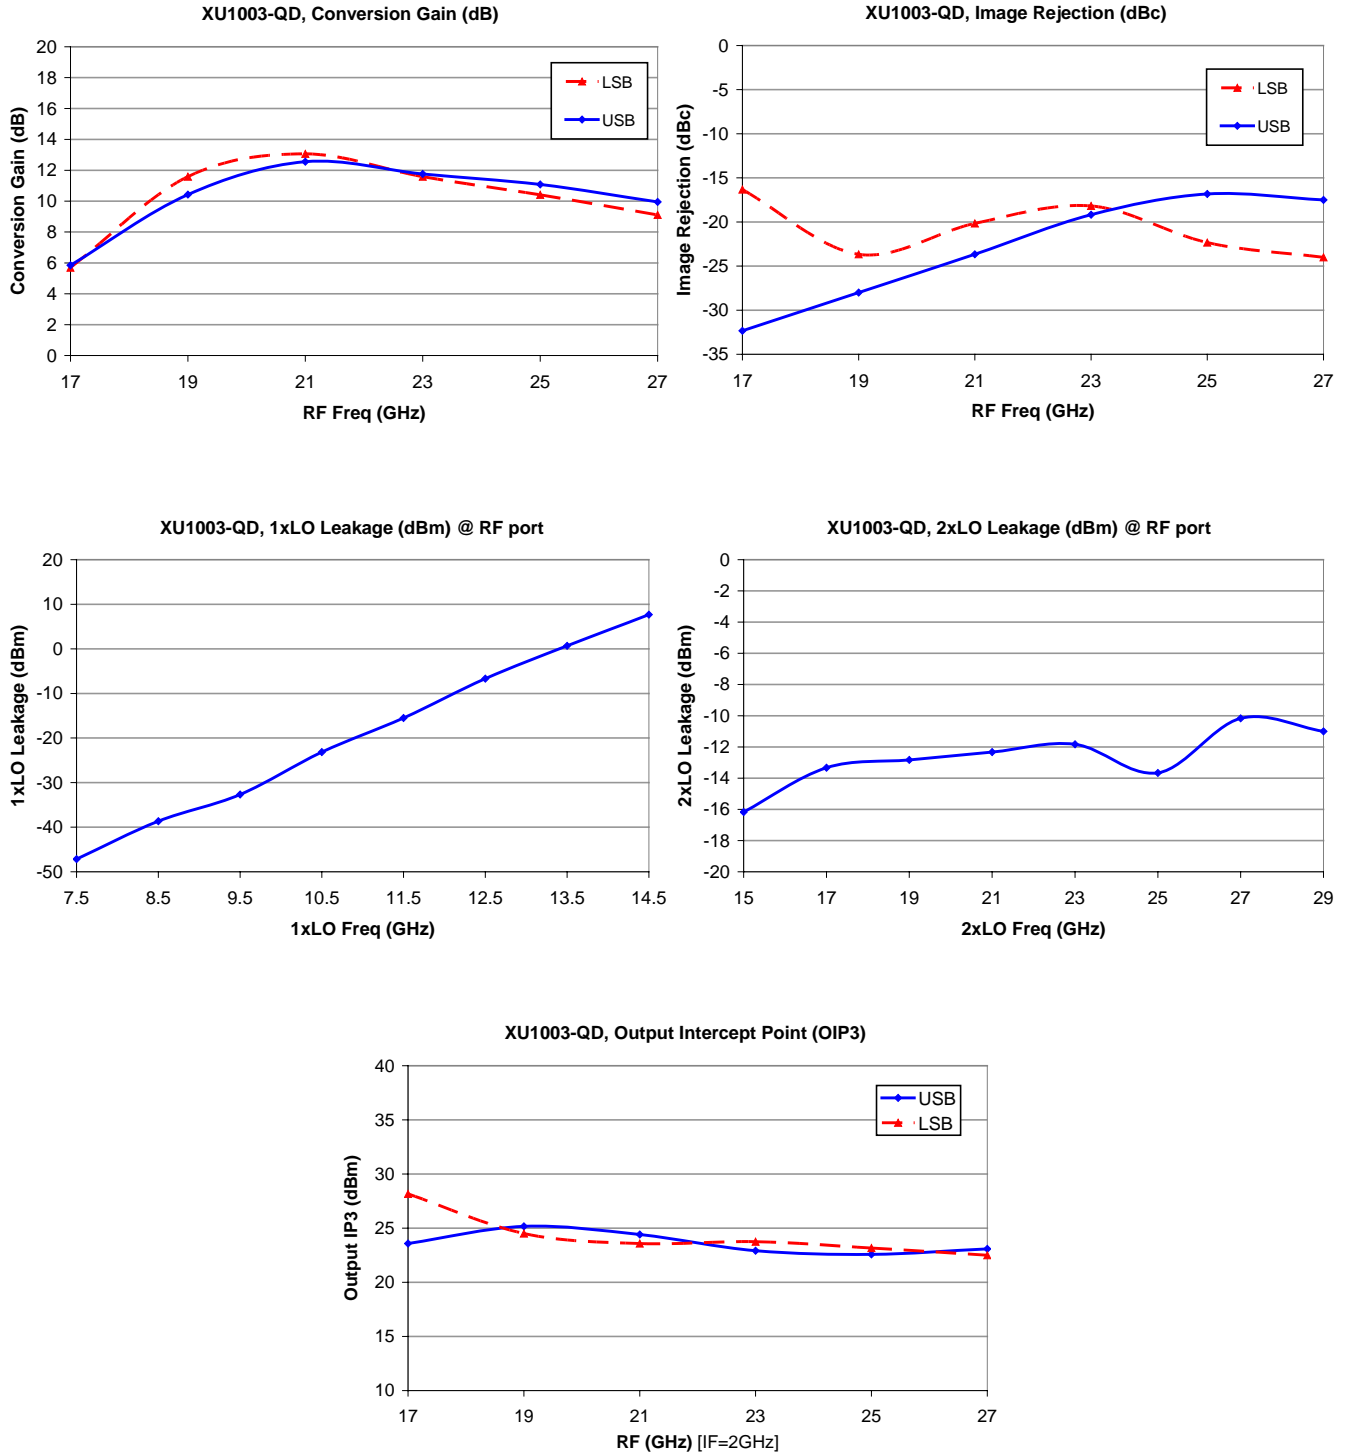 XU1003-QD, Conversion Gain (dB)
20
18
16
14
12
10
8
6
4
2
0
Conversion Gain (dB)
LSB
USB
17 19 21 23 25 27
RF Freq (GHz)
XU1003-QD, Image Rejection (dBc)
0
-5
-10
-15
-20
-25
-30
-35
Image Rejection (dBc)
LSB
USB
17 19 21 23 25 27
RF Freq (GHz)
XU1003-QD, 1xLO Leakage (dBm) @ RF port
20
10
0
-10
-20
-30
-40
-50
1xLO Leakage (dBm)
7.5 8.5 9.5 10.5 11.5 12.5 13.5 14.5
1xLO Freq (GHz)
XU1003-QD, 2xLO Leakage (dBm) @ RF port
0
-2
-4
-6
-8
-10
-12
-14
-16
-18
-20
2xLO Leakage (dBm)
15 17 19 21 23 25 27 29
2xLO Freq (GHz)
XU1003-QD, Output Intercept Point (OIP3)
40
35
30
25
20
15
10
Output IP3 (dBm)
USB
LSB
17 19 21 23 25 27
RF (GHz) [IF=2GHz]